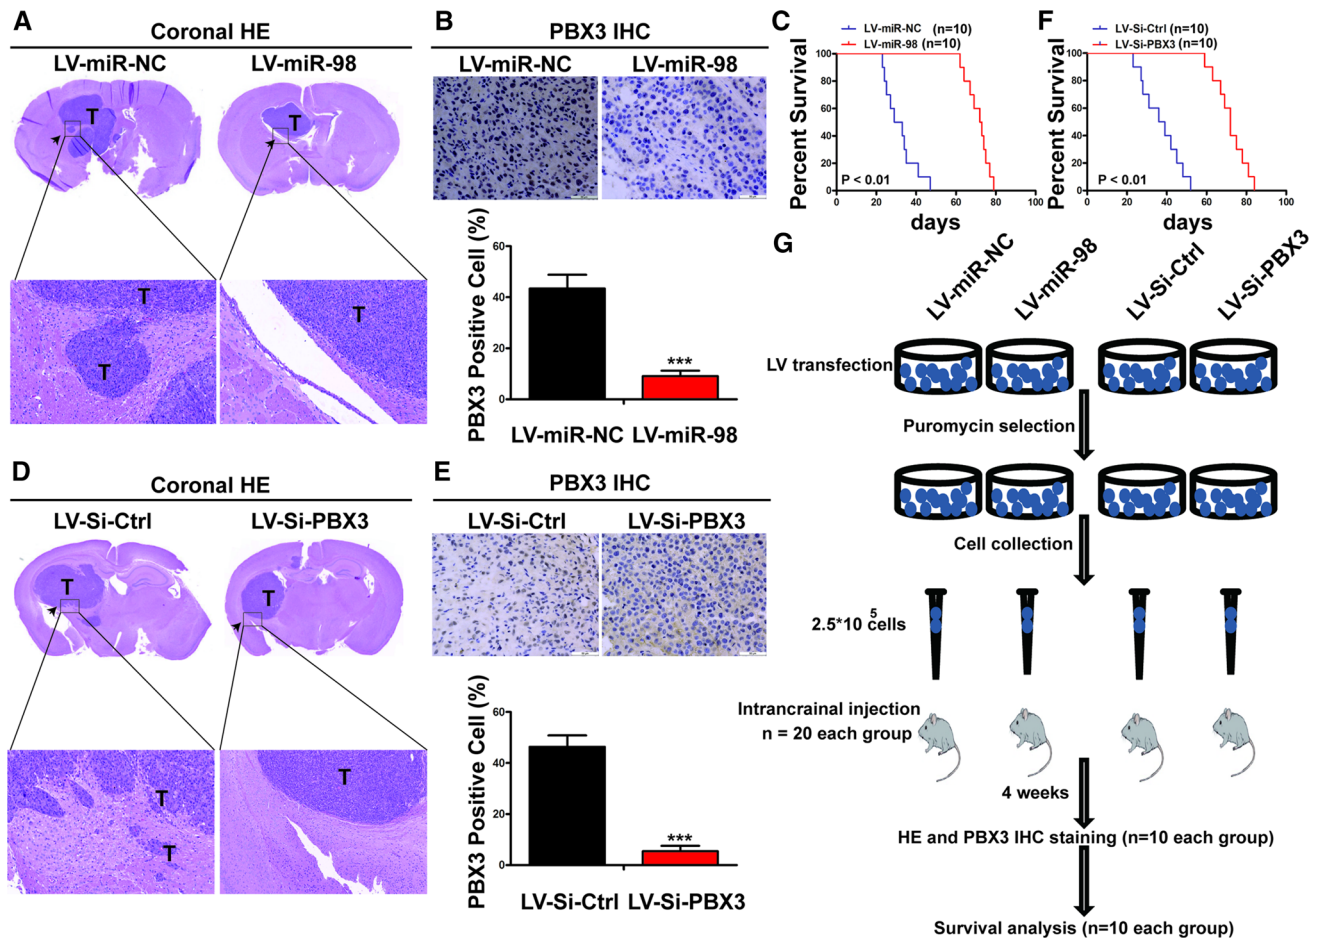 A
Coronal HE
LV-miR-NC
LV-miR-98
T
T
T
T
T
B
PBX3 IHC
LV-miR-NC
LV-miR-98
PBX3 Positive Cell (%)
60
40
20
0
***
LV-miR-NC
LV-miR-98
C
LV-miR-NC (n=10)
LV-miR-98 (n=10)
Percent Survival
100
80
60
40
20
0
P < 0.01
0 20 40 60 80 100
days
F
LV-Si-Ctrl (n=10)
LV-Si-PBX3 (n=10)
Percent Survival
100
80
60
40
20
0
P < 0.01
0 20 40 60 80 100
days
D
Coronal HE
LV-Si-Ctrl
LV-Si-PBX3
T
T
T
T
T
E
PBX3 IHC
LV-Si-Ctrl
LV-Si-PBX3
PBX3 Positive Cell (%)
60
40
20
0
***
LV-Si-Ctrl
LV-Si-PBX3
G
LV-miR-NC
LV-miR-98
LV-Si-Ctrl
LV-Si-PBX3
LV transfection
Puromycin selection
Cell collection
2.5*10⁵ cells
Intrancrainal injection
n = 20 each group
4 weeks
HE and PBX3 IHC staining (n=10 each group)
Survival analysis (n=10 each group)